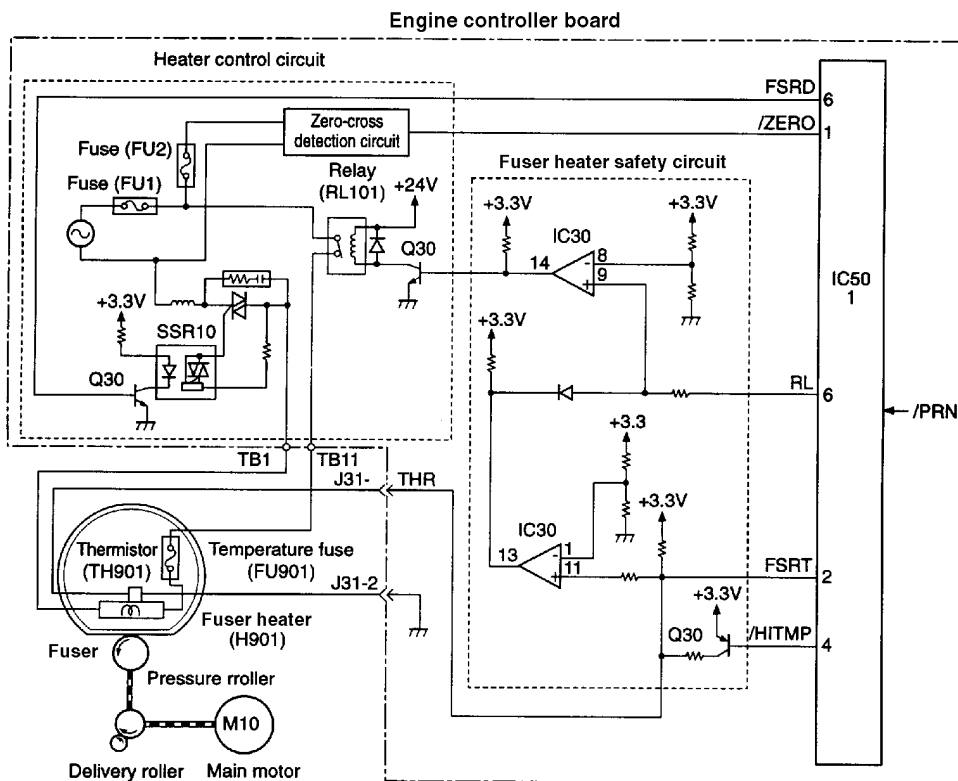 Engine controller board
Heater control circuit
FSRD
6
/ZERO
1
Zero-cross
detection circuit
Fuse (FU2)
Fuse (FU1)
Relay
(RL101)
+24V
Fuser heater safety circuit
+3.3V
+3.3V
IC30
Q30
14
8
9
-
+
IC50
1
+3.3V
SSR10
+3.3V
Q30
RL
6
/PRN
+3.3
TB1
TB11
J31-
THR
+3.3V
IC30
13
1
11
-
+
FSRT
2
Thermistor
(TH901)
Temperature fuse
(FU901)
J31-2
+3.3V
Q30
/HITMP
4
Fuser heater
(H901)
Fuser
Pressure rroller
M10
Delivery roller
Main motor